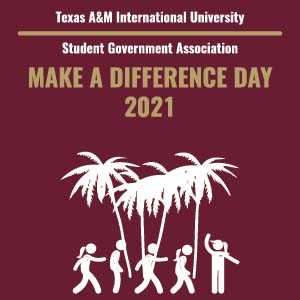 Texas A&M International University
Student Government Association
MAKE A DIFFERENCE DAY
2021